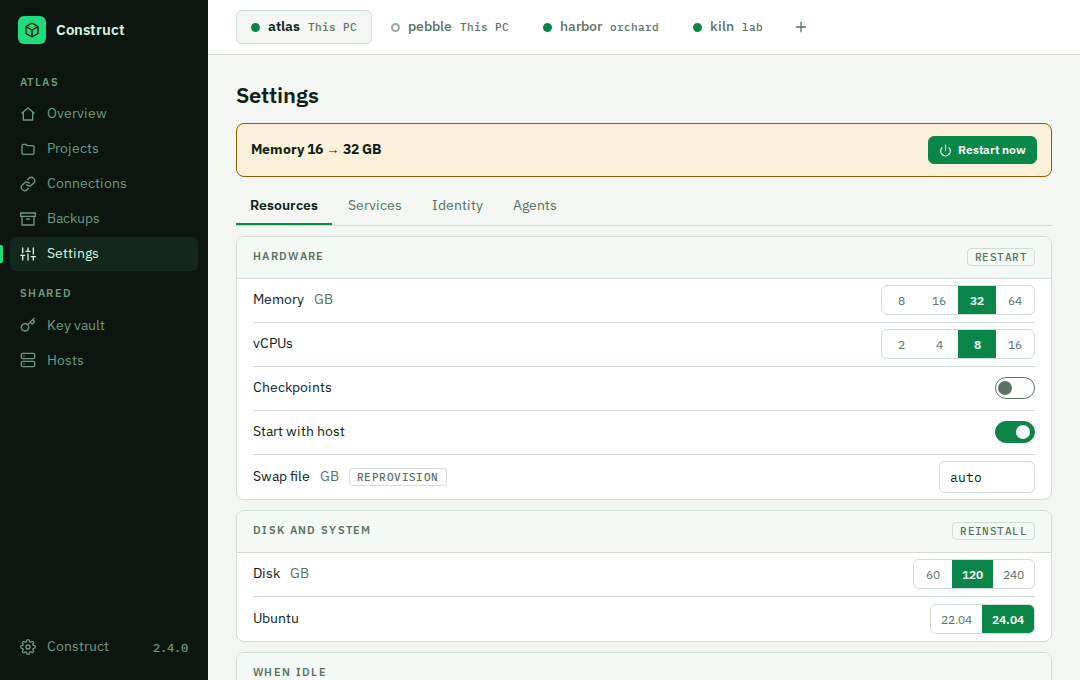 Construct
atlas This PC
pebble This PC
harbor orchard
kiln lab
ATLAS
Overview
Projects
Connections
Backups
Settings
SHARED
Key vault
Hosts
Construct 2.4.0
Settings
Memory 16 → 32 GB
Restart now
Resources Services Identity Agents
HARDWARE RESTART
Memory GB 8 16 32 64
vCPUs 2 4 8 16
Checkpoints
Start with host
Swap file GB REPROVISION auto
DISK AND SYSTEM REINSTALL
Disk GB 60 120 240
Ubuntu 22.04 24.04
WHEN IDLE